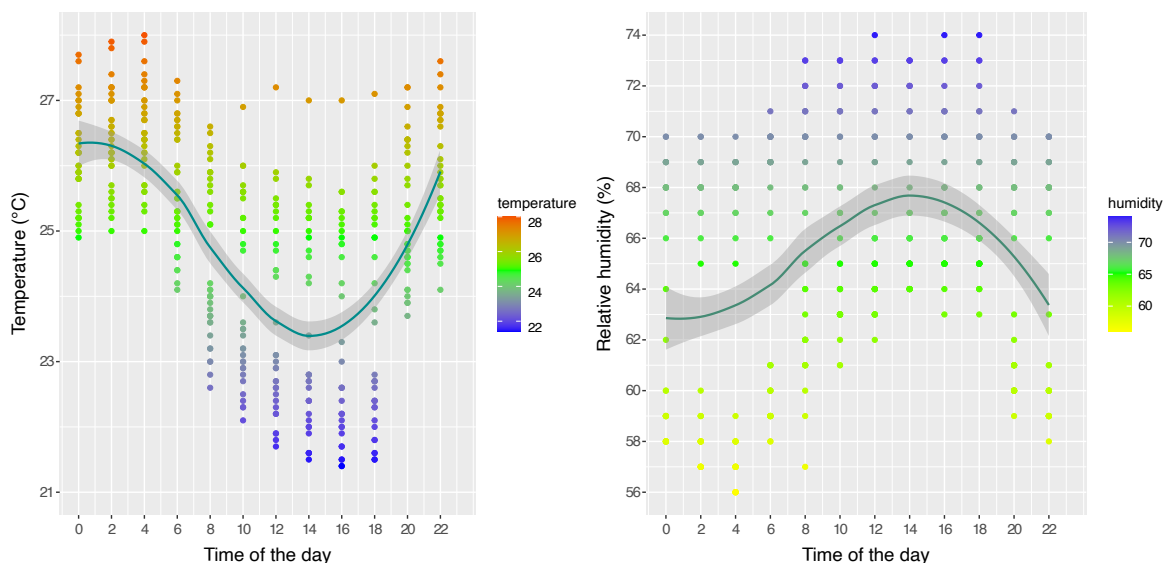 Temperature (°C)
27
25
23
21
0 2 4 6 8 10 12 14 16 18 20 22
Time of the day
temperature
28
26
24
22
Relative humidity (%)
74
72
70
68
66
64
62
60
58
56
0 2 4 6 8 10 12 14 16 18 20 22
Time of the day
humidity
70
65
60